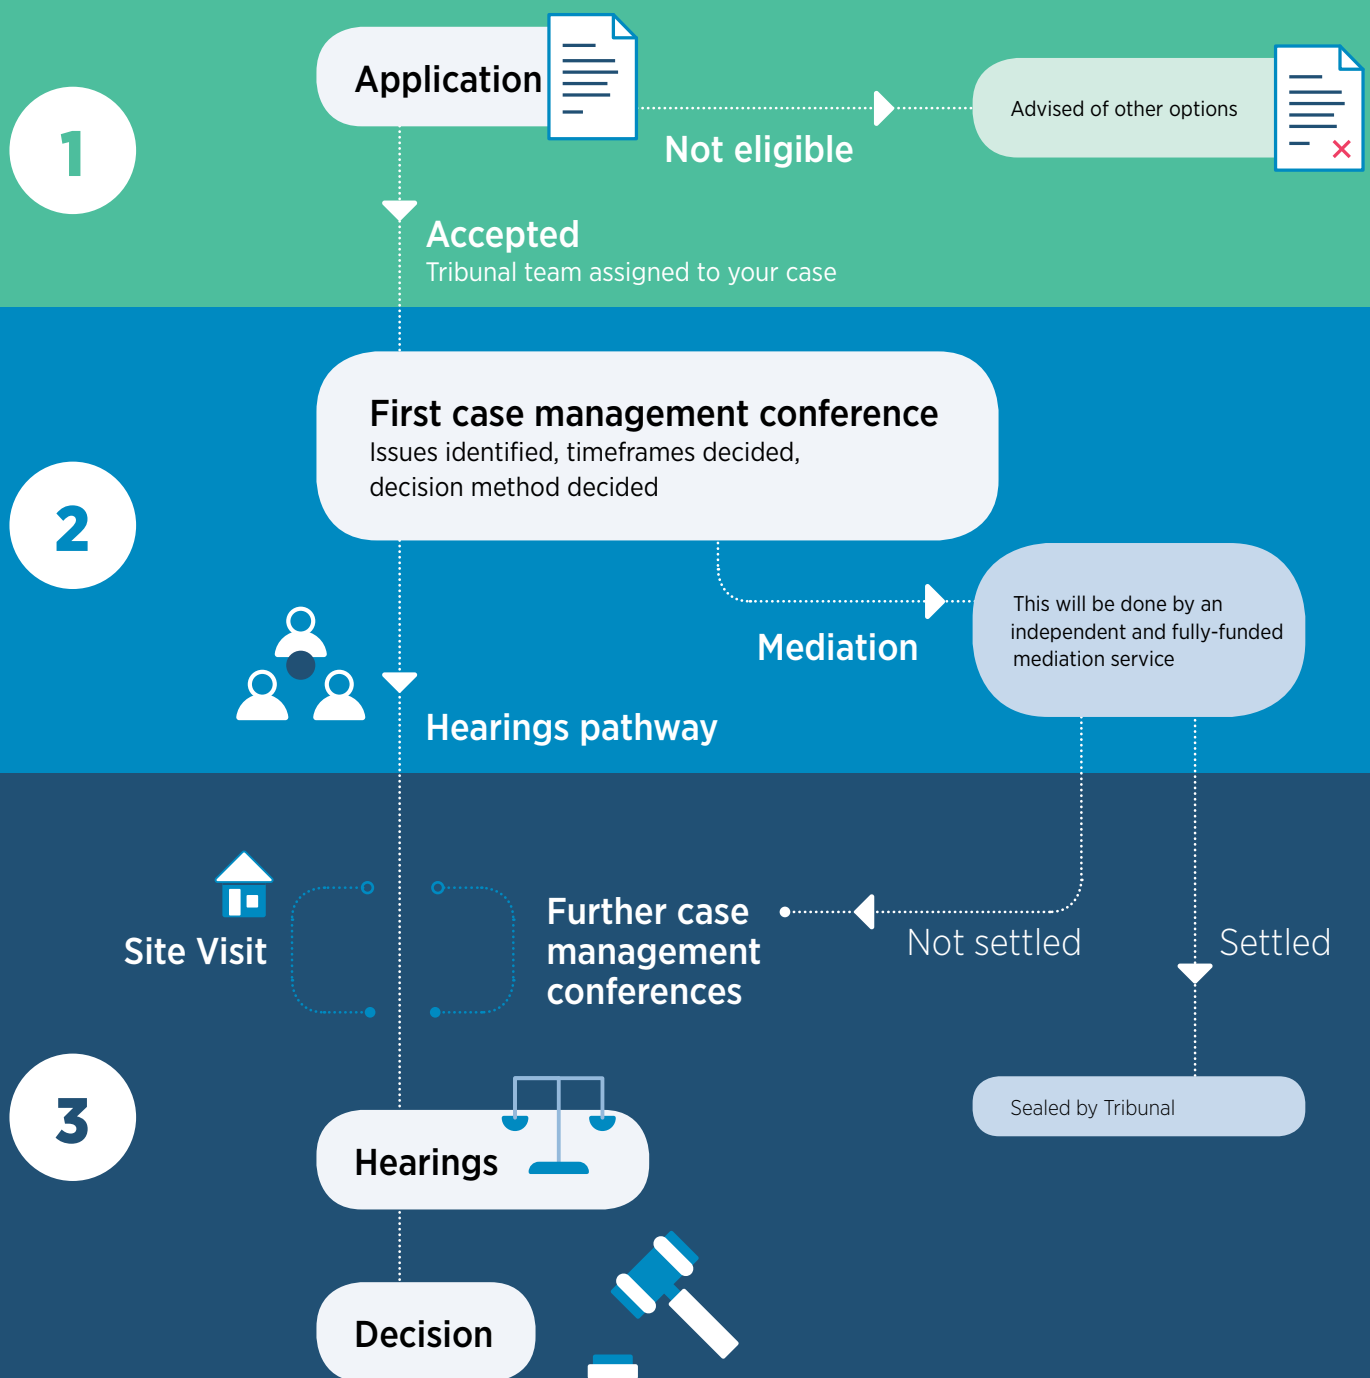 1
Application
Not eligible
Advised of other options
Accepted
Tribunal team assigned to your case
2
First case management conference
Issues identified, timeframes decided,
decision method decided
Mediation
This will be done by an
independent and fully-funded
mediation service
Hearings pathway
3
Site Visit
Further case
management
conferences
Not settled
Settled
Sealed by Tribunal
Hearings
Decision